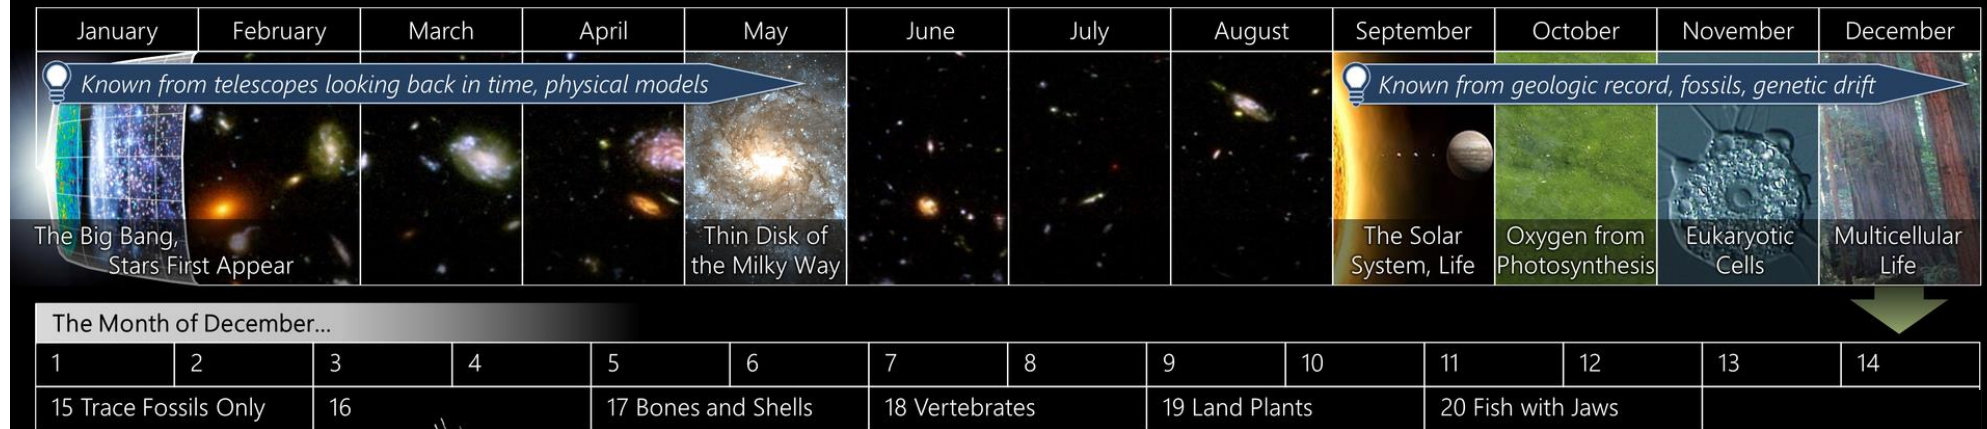 January February March April May June July August September October November December
Known from telescopes looking back in time, physical models
Known from geologic record, fossils, genetic drift
The Big Bang,
Stars First Appear
Thin Disk of
the Milky Way
The Solar
System, Life
Oxygen from
Photosynthesis
Eukaryotic
Cells
Multicellular
Life
The Month of December...
1 2 3 4 5 6 7 8 9 10 11 12 13 14
15 Trace Fossils Only 16 17 Bones and Shells 18 Vertebrates 19 Land Plants 20 Fish with Jaws